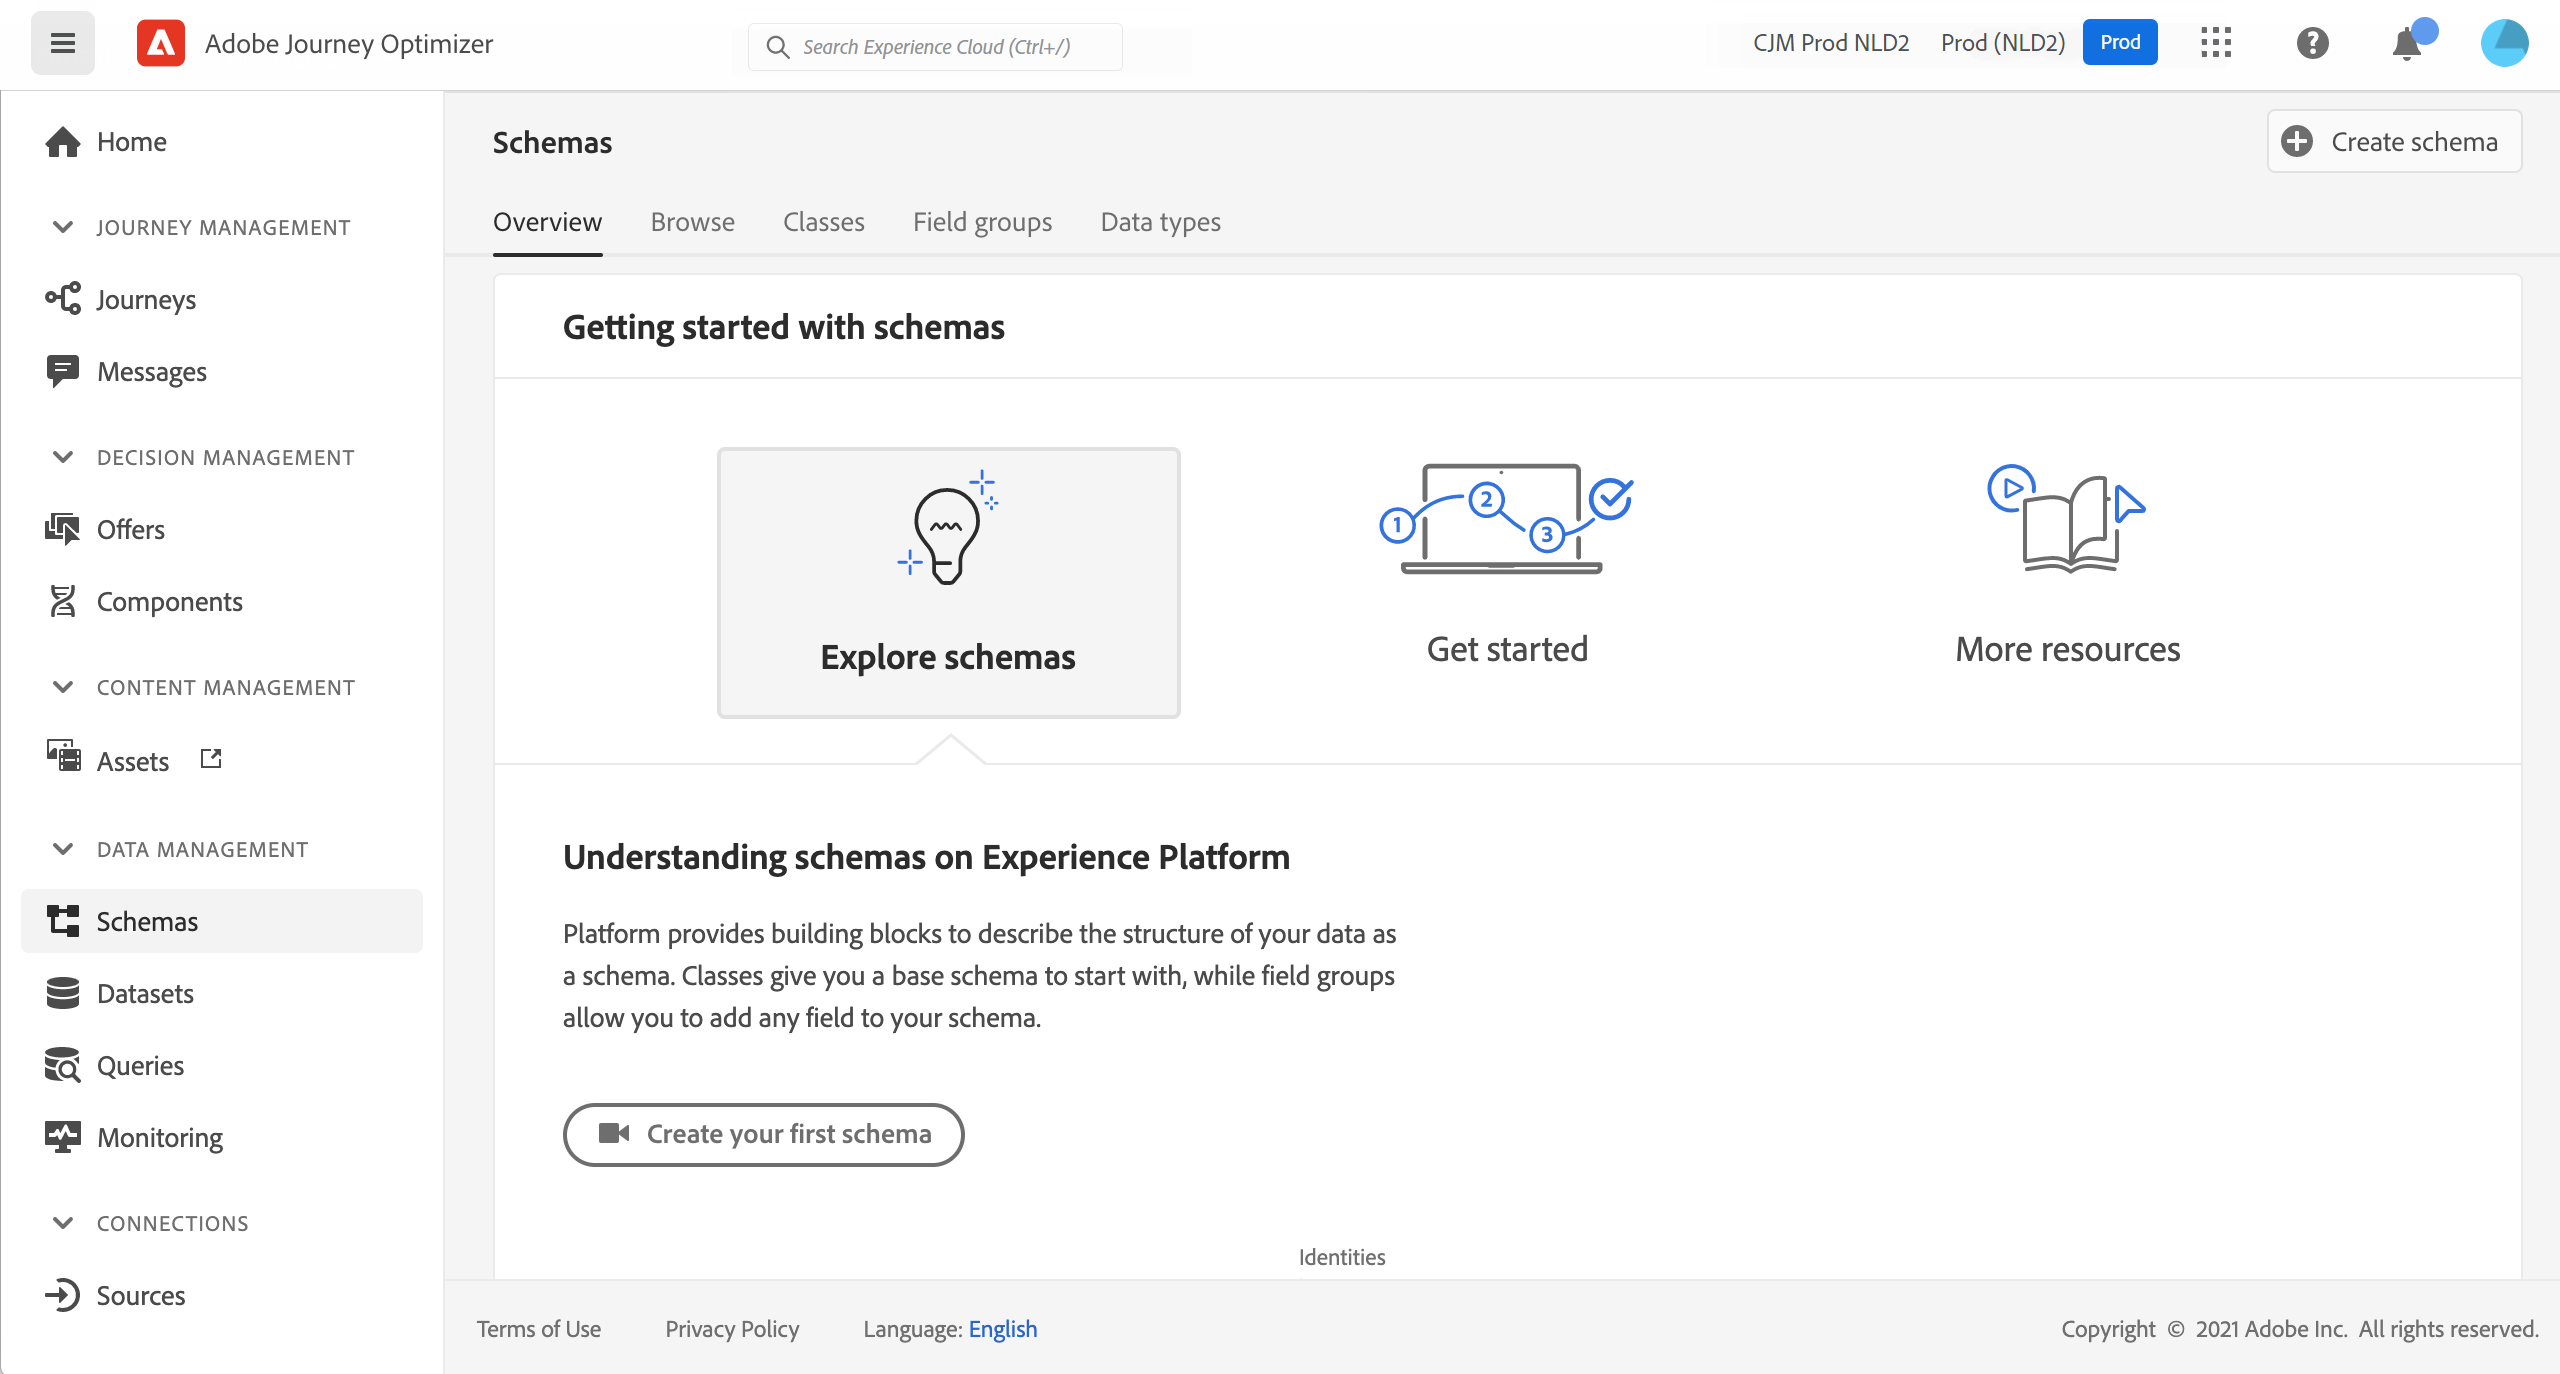 Adobe Journey Optimizer
Search Experience Cloud (Ctrl+/)
CJM Prod NLD2
Prod (NLD2)
Prod
Home
JOURNEY MANAGEMENT
Journeys
Messages
DECISION MANAGEMENT
Offers
Components
CONTENT MANAGEMENT
Assets
DATA MANAGEMENT
Schemas
Datasets
Queries
Monitoring
CONNECTIONS
Sources
Schemas
Create schema
Overview
Browse
Classes
Field groups
Data types
Getting started with schemas
1
2
3
Explore schemas
Get started
More resources
Understanding schemas on Experience Platform
Platform provides building blocks to describe the structure of your data as
a schema. Classes give you a base schema to start with, while field groups
allow you to add any field to your schema.
Create your first schema
Identities
Terms of Use
Privacy Policy
Language: English
Copyright © 2021 Adobe Inc. All rights reserved.